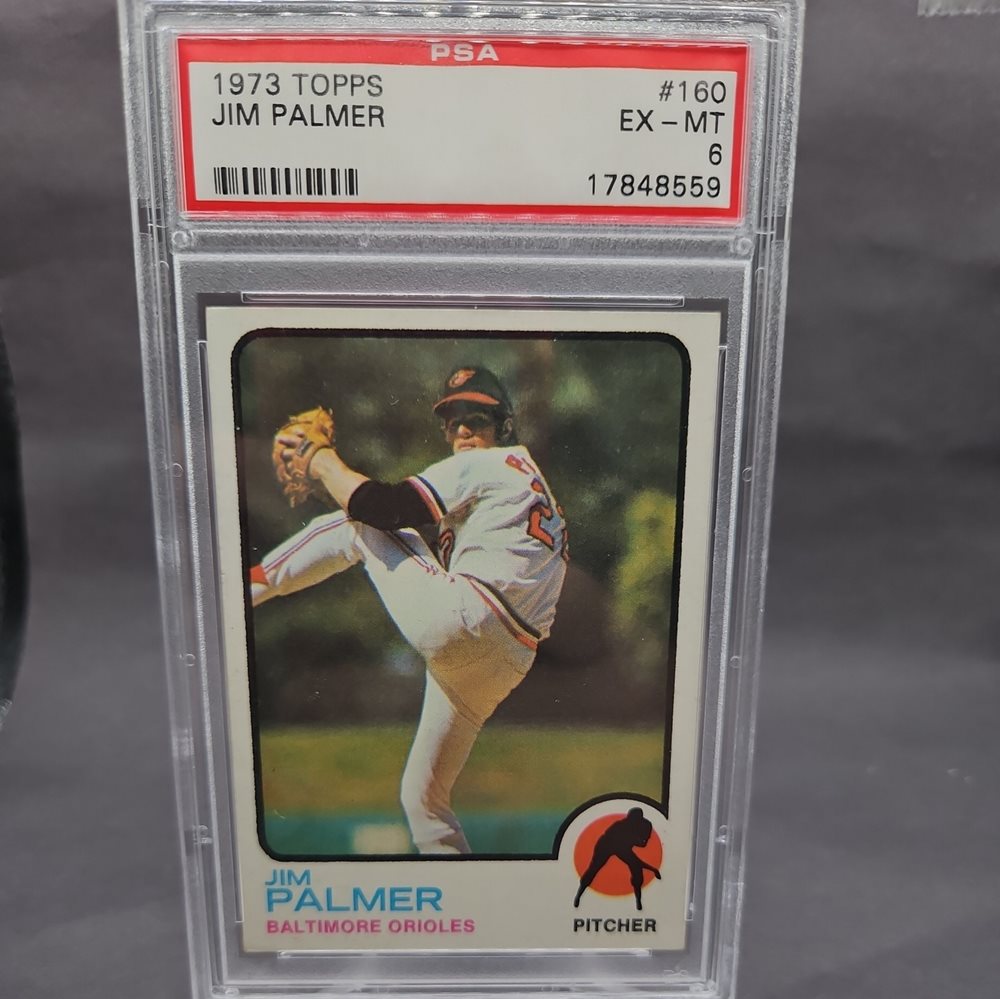 PSA
1973 TOPPS #160
JIM PALMER EX - MT
6
17848559
JIM
PALMER
BALTIMORE ORIOLES
PITCHER